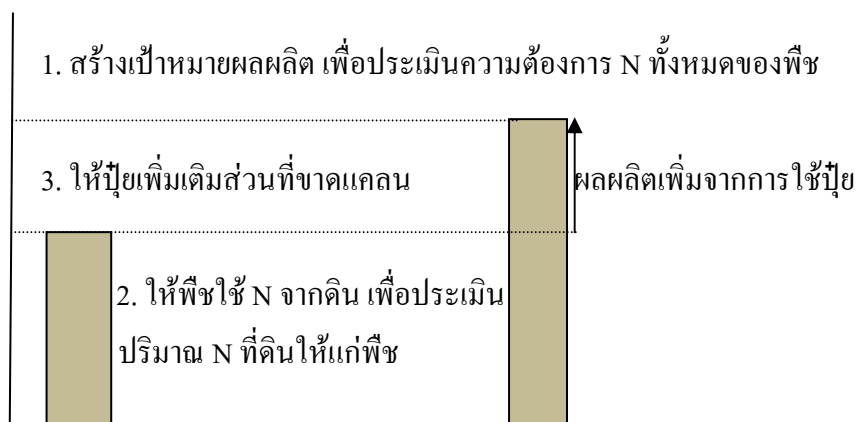 1. สร้างเป้าหมายผลผลิต เพื่อประเมินความต้องการ N ทั้งหมดของพืช
3. ให้ปุ๋ยเพิ่มเติมส่วนที่ขาดแคลน
ผลผลิตเพิ่มจากการใช้ปุ๋ย
2. ให้พืชใช้ N จากดิน เพื่อประเมิน
ปริมาณ N ที่ดินให้แก่พืช